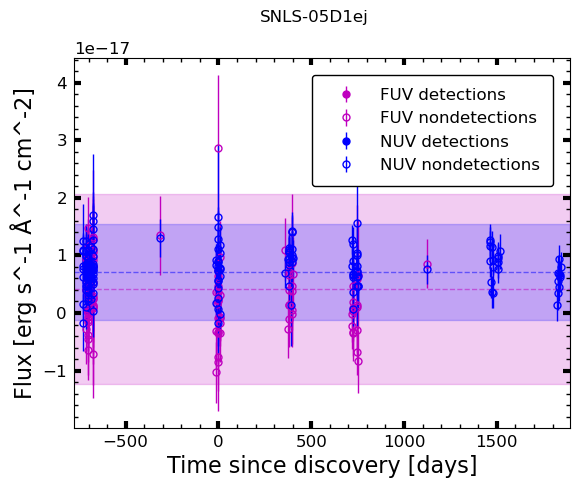 SNLS-05D1ej
1e−17
FUV detections
FUV nondetections
NUV detections
NUV nondetections
4
3
2
1
0
−1
Flux [erg s^-1 Å^-1 cm^-2]
−500 0 500 1000 1500
Time since discovery [days]